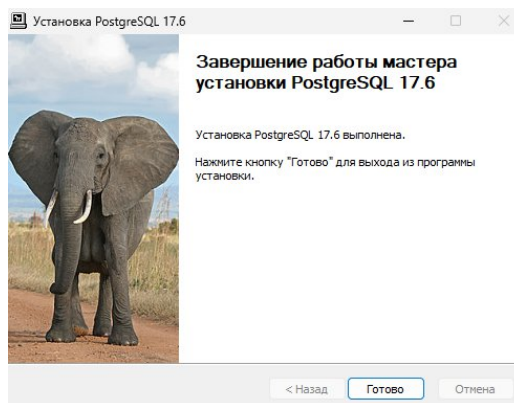 Установка PostgreSQL 17.6
Завершение работы мастера
установки PostgreSQL 17.6
Установка PostgreSQL 17.6 выполнена.
Нажмите кнопку "Готово" для выхода из программы
установки.
< Назад
Готово
Отмена